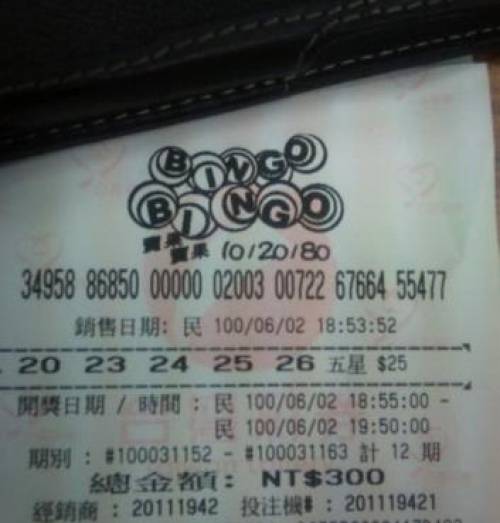 BINGO
BINGO
賓果
賓果 10/20/80
34958 86850 00000 02003 00722 67664 55477
銷售日期: 民 100/06/02 18:53:52
20 23 24 25 26 五星 $25
開獎日期 / 時間 : 民 100/06/02 18:55:00 -
民 100/06/02 19:50:00
期別 : #100031152 - #100031163 計 12 期
總金額: NT$300
經銷商 : 20111942 投注機# : 201119421